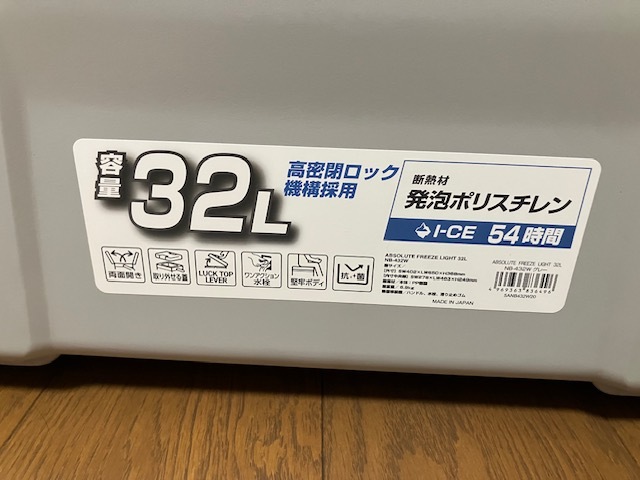 容量 32L
高密閉ロック
機構採用
断熱材
発泡ポリスチレン
I-CE 54時間
両面開き
取り外せる蓋
LUCK TOP
LEVER
ワンアクション
水栓
堅牢ボディ
抗・菌
ABSOLUTE FREEZE LIGHT 32L
NB-432W
MADE IN JAPAN
ABSOLUTE FREEZE LIGHT 32L
NB-432W グレー
4 969363 836496
SANB432W00